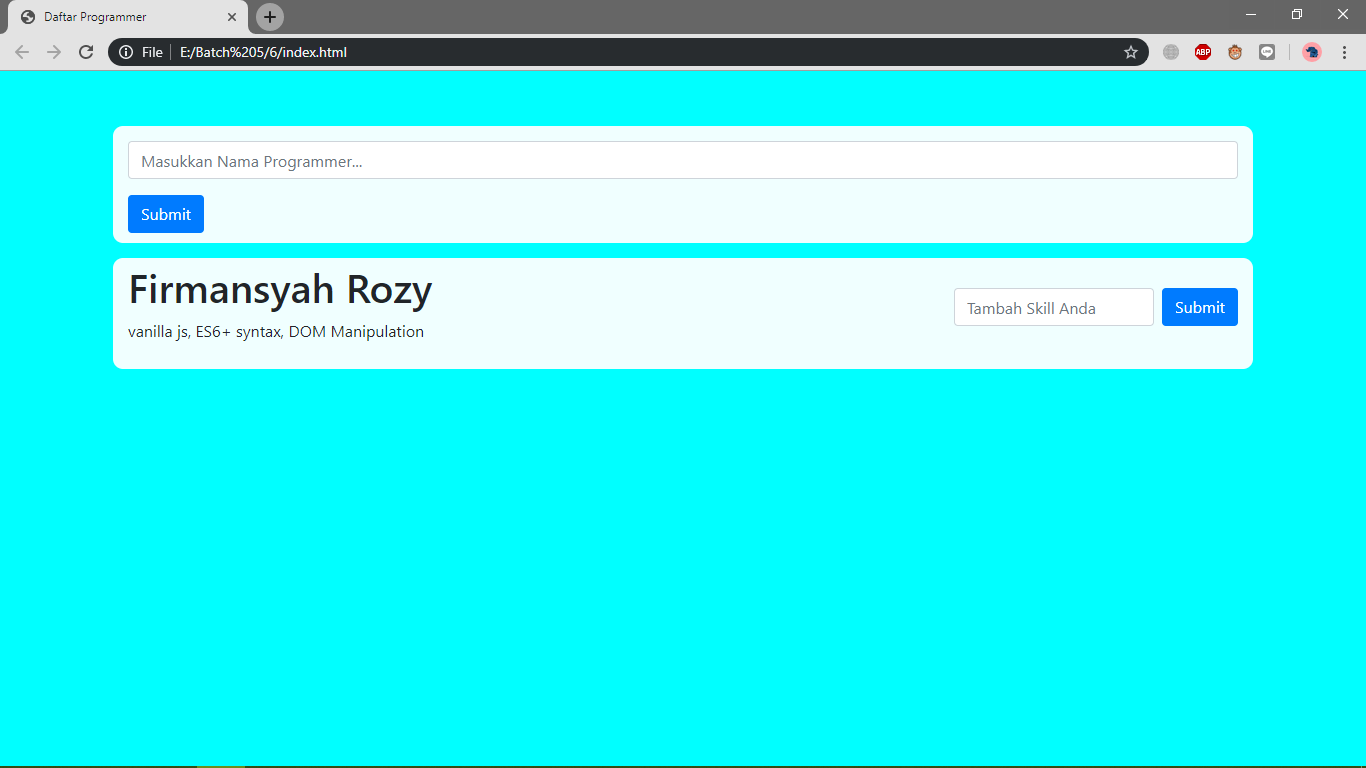 Daftar Programmer
File E:/Batch%205/6/index.html
ABP
LINE
Masukkan Nama Programmer...
Submit
Firmansyah Rozy
vanilla js, ES6+ syntax, DOM Manipulation
Tambah Skill Anda
Submit